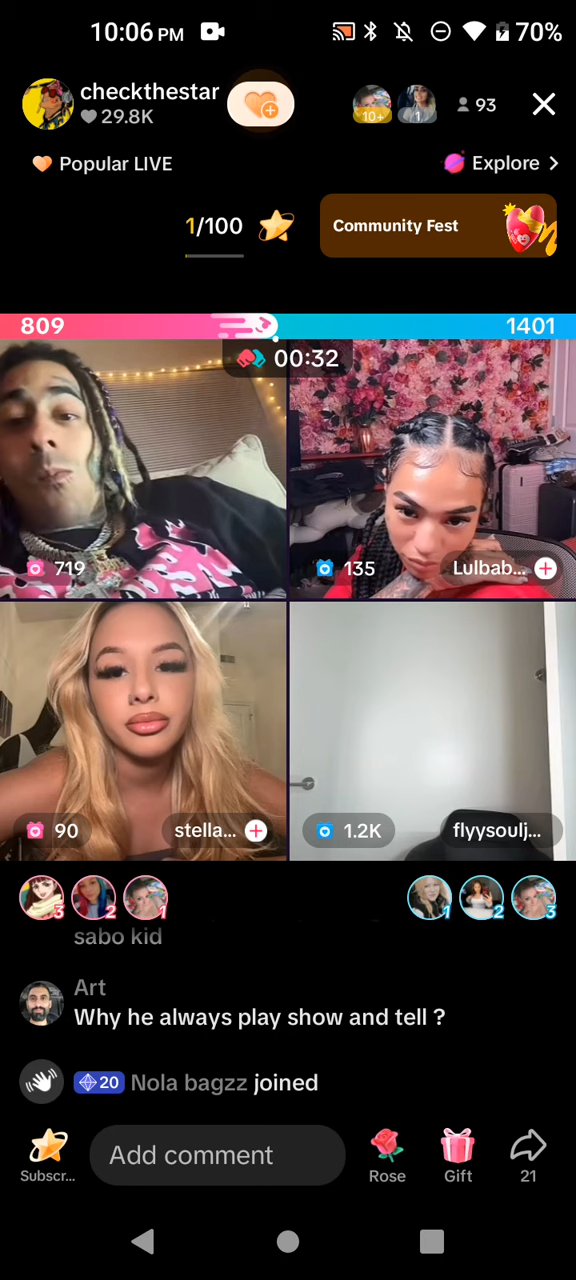 10:06 PM
70%
checkthestar
29.8K
10+
1
93
Popular LIVE
Explore
1/100
Community Fest
809
1401
00:32
719
135
Lulbab...
90
stella...
1.2K
flyysoulj...
3
2
1
1
2
3
sabo kid
Art
Why he always play show and tell ?
20 Nola bagzz joined
Add comment
Subscr...
Rose
Gift
21